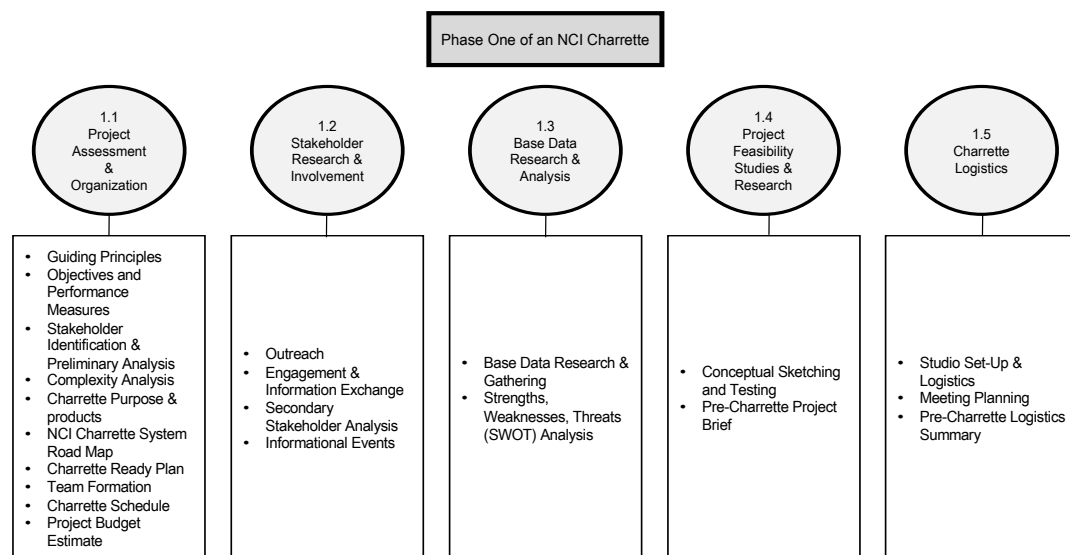 Phase One of an NCI Charrette
1.1
Project
Assessment
&
Organization
1.2
Stakeholder
Research &
Involvement
1.3
Base Data
Research &
Analysis
1.4
Project
Feasibility
Studies &
Research
1.5
Charrette
Logistics
• Guiding Principles
• Objectives and
Performance
Measures
• Stakeholder
Identification &
Preliminary Analysis
• Complexity Analysis
• Charrette Purpose &
products
• NCI Charrette System
Road Map
• Charrette Ready Plan
• Team Formation
• Charrette Schedule
• Project Budget
Estimate
• Outreach
• Engagement &
Information Exchange
• Secondary
Stakeholder Analysis
• Informational Events
• Base Data Research &
Gathering
• Strengths,
Weaknesses, Threats
(SWOT) Analysis
• Conceptual Sketching
and Testing
• Pre-Charrette Project
Brief
• Studio Set-Up &
Logistics
• Meeting Planning
• Pre-Charrette Logistics
Summary